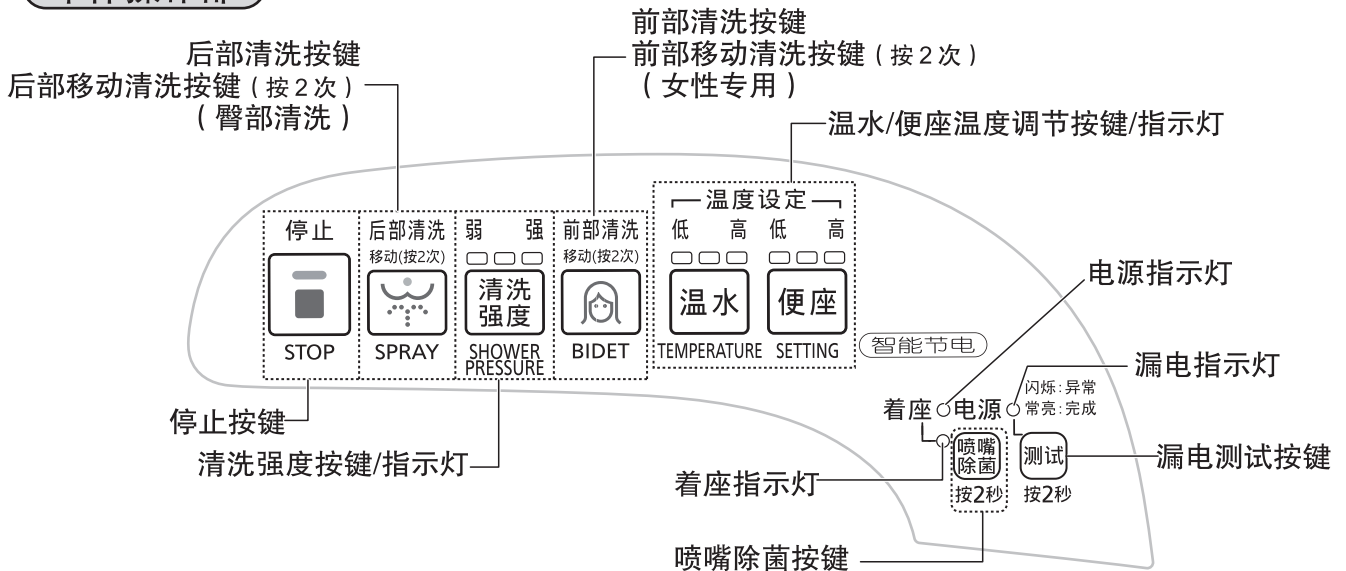 后部清洗按键
后部移动清洗按键(按2次)
(臀部清洗)
前部清洗按键
前部移动清洗按键(按2次)
(女性专用)
温水/便座温度调节按键/指示灯
温度设定
停止
后部清洗
移动(按2次)
弱 强
前部清洗
移动(按2次)
低 高
低 高
清洗
强度
温水
便座
STOP
SPRAY
SHOWER
PRESSURE
BIDET
TEMPERATURE SETTING
智能节电
电源指示灯
漏电指示灯
闪烁:异常
常亮:完成
着座
电源
喷嘴
除菌
按2秒
测试
按2秒
漏电测试按键
停止按键
清洗强度按键/指示灯
着座指示灯
喷嘴除菌按键